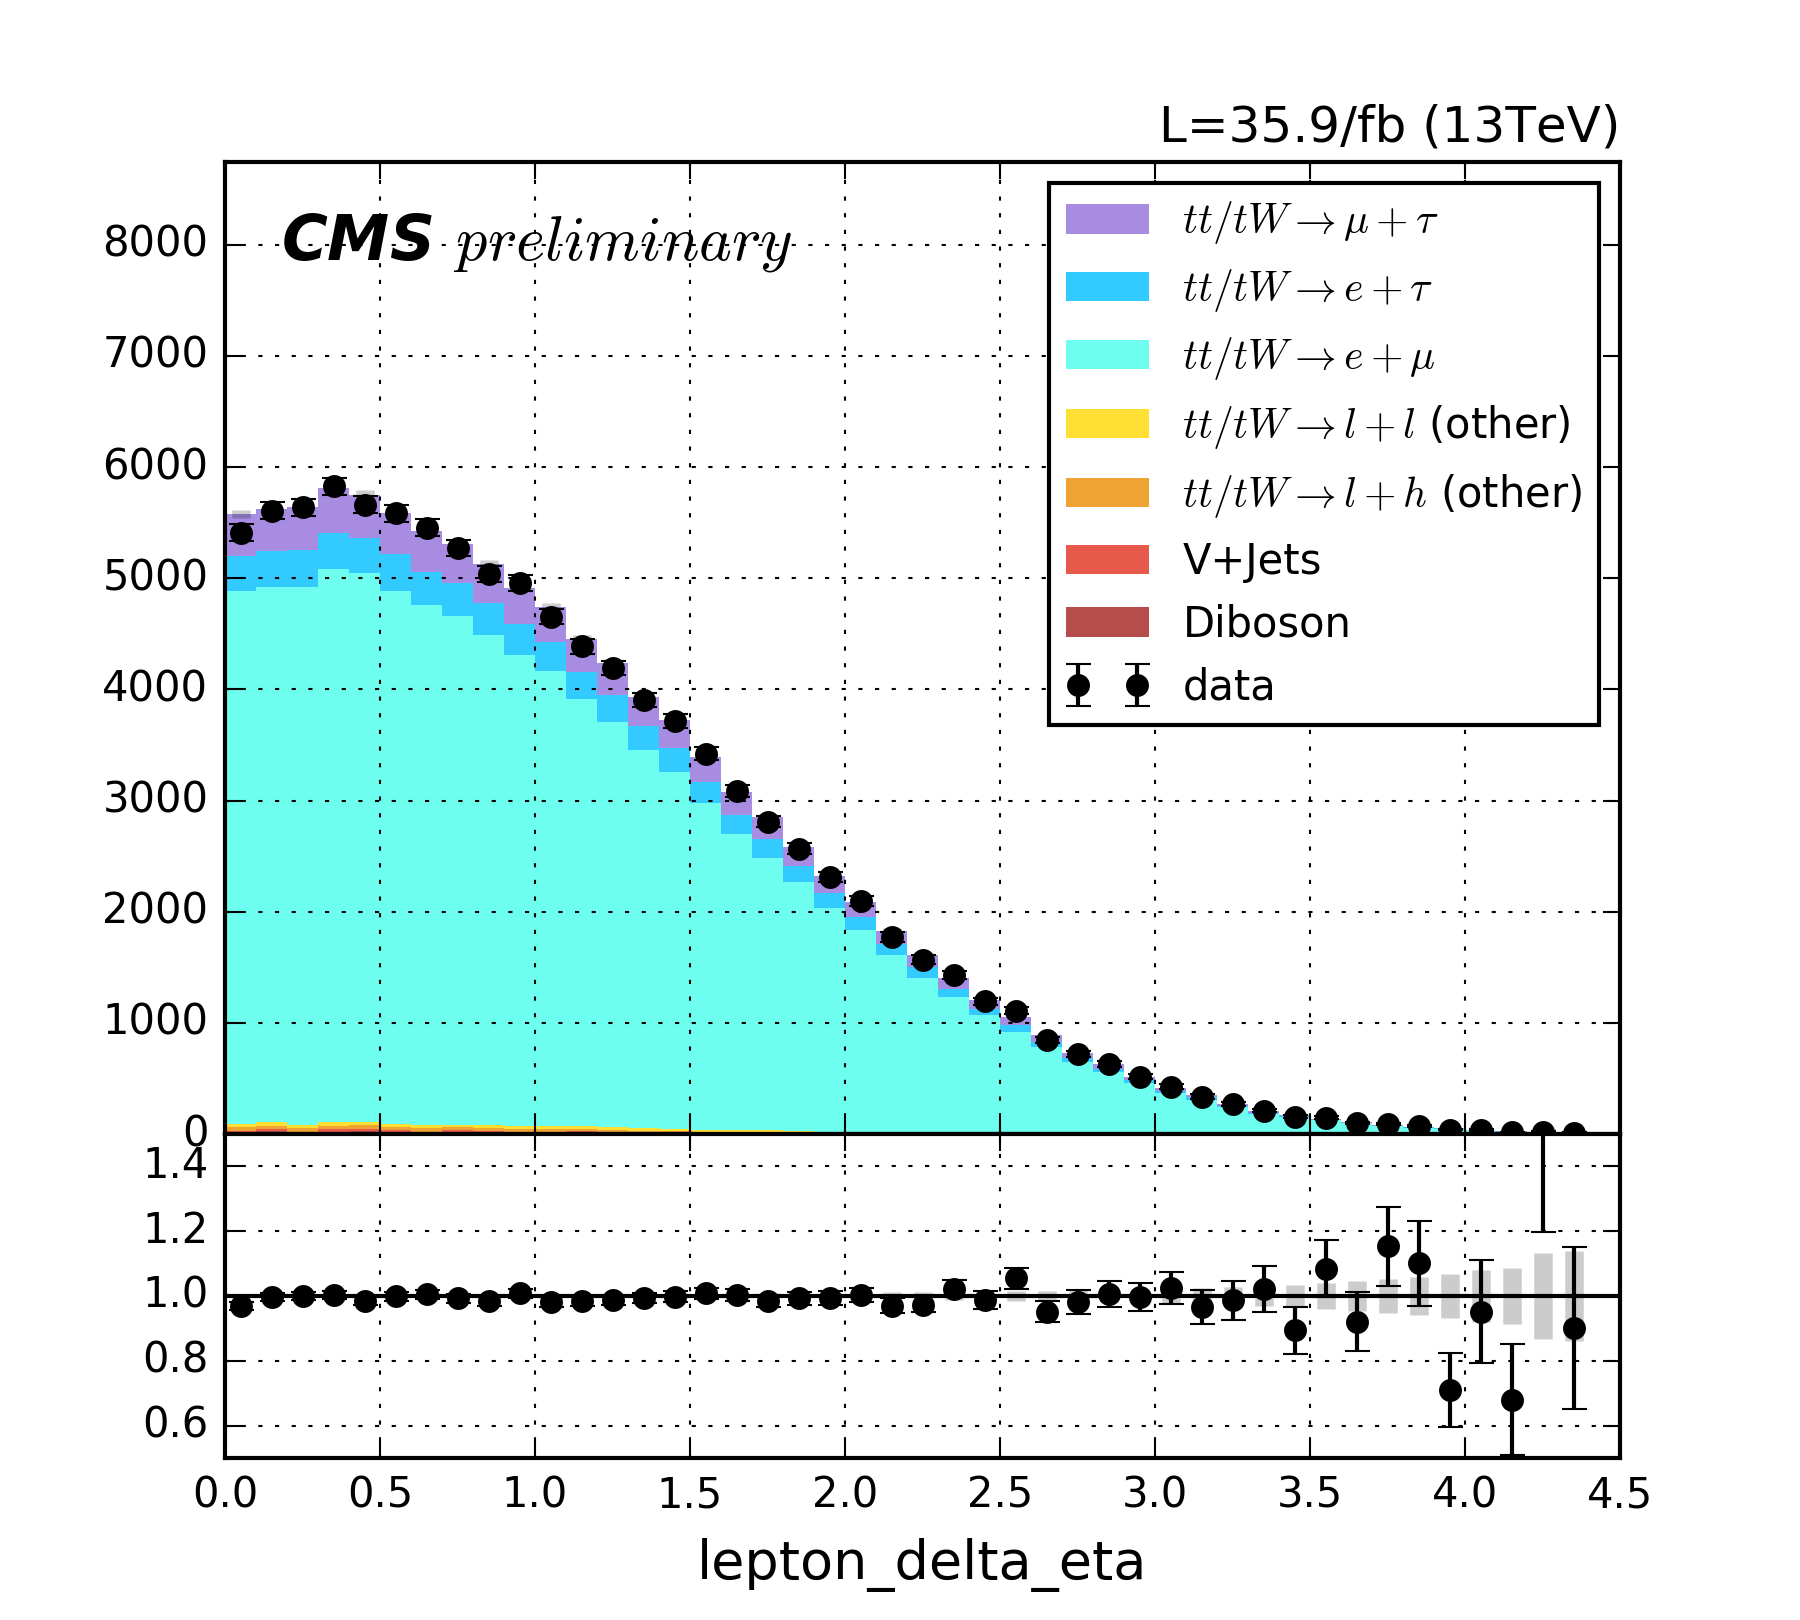 L=35.9/fb (13TeV)
CMS preliminary
tt/tW→μ+τ
tt/tW→e+τ
tt/tW→e+μ
tt/tW→l+l (other)
tt/tW→l+h (other)
V+Jets
Diboson
data
8000
7000
6000
5000
4000
3000
2000
1000
0
1.4
1.2
1.0
0.8
0.6
0.0 0.5 1.0 1.5 2.0 2.5 3.0 3.5 4.0 4.5
lepton_delta_eta